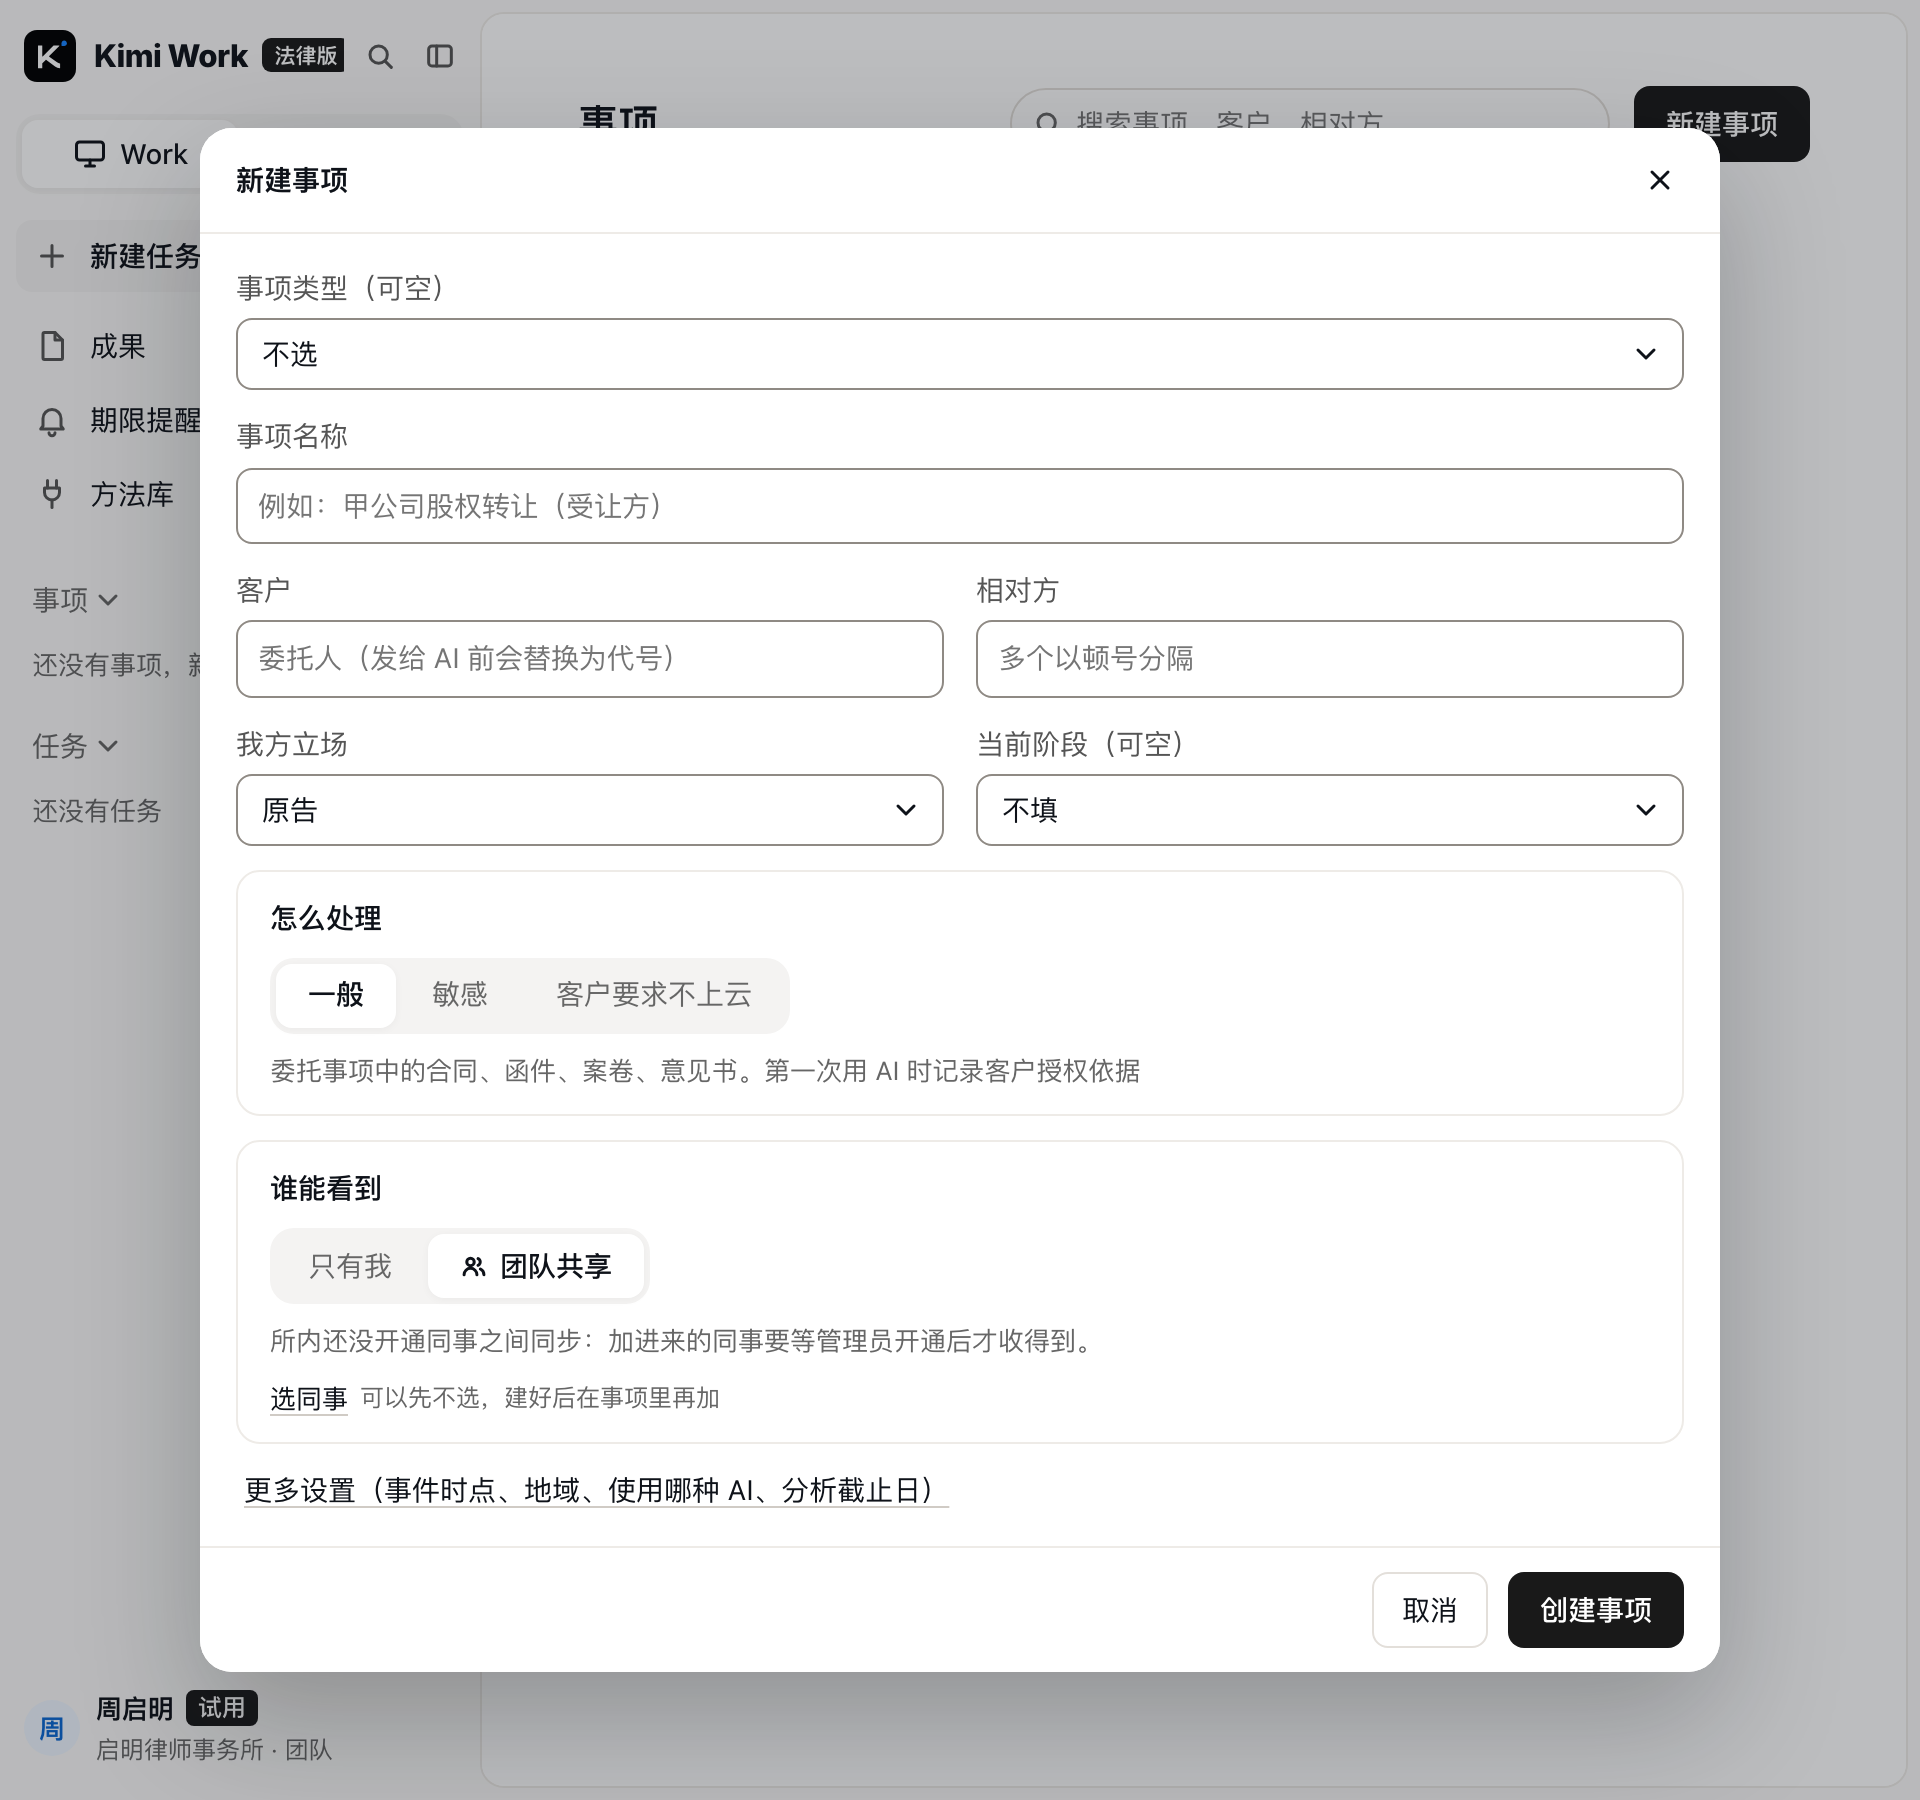 Kimi Work 法律版
Work
新建任务
成果
期限提醒
方法库
事项
还没有事项，新
任务
还没有任务
周
周启明 试用
启明律师事务所 · 团队
事项
搜索事项、客户、相对方
新建事项
新建事项
事项类型（可空）
不选
事项名称
例如：甲公司股权转让（受让方）
客户
委托人（发给 AI 前会替换为代号）
相对方
多个以顿号分隔
我方立场
原告
当前阶段（可空）
不填
怎么处理
一般 敏感 客户要求不上云
委托事项中的合同、函件、案卷、意见书。第一次用 AI 时记录客户授权依据
谁能看到
只有我 团队共享
所内还没开通同事之间同步：加进来的同事要等管理员开通后才收得到。
选同事 可以先不选，建好后在事项里再加
更多设置（事件时点、地域、使用哪种 AI、分析截止日）
取消 创建事项